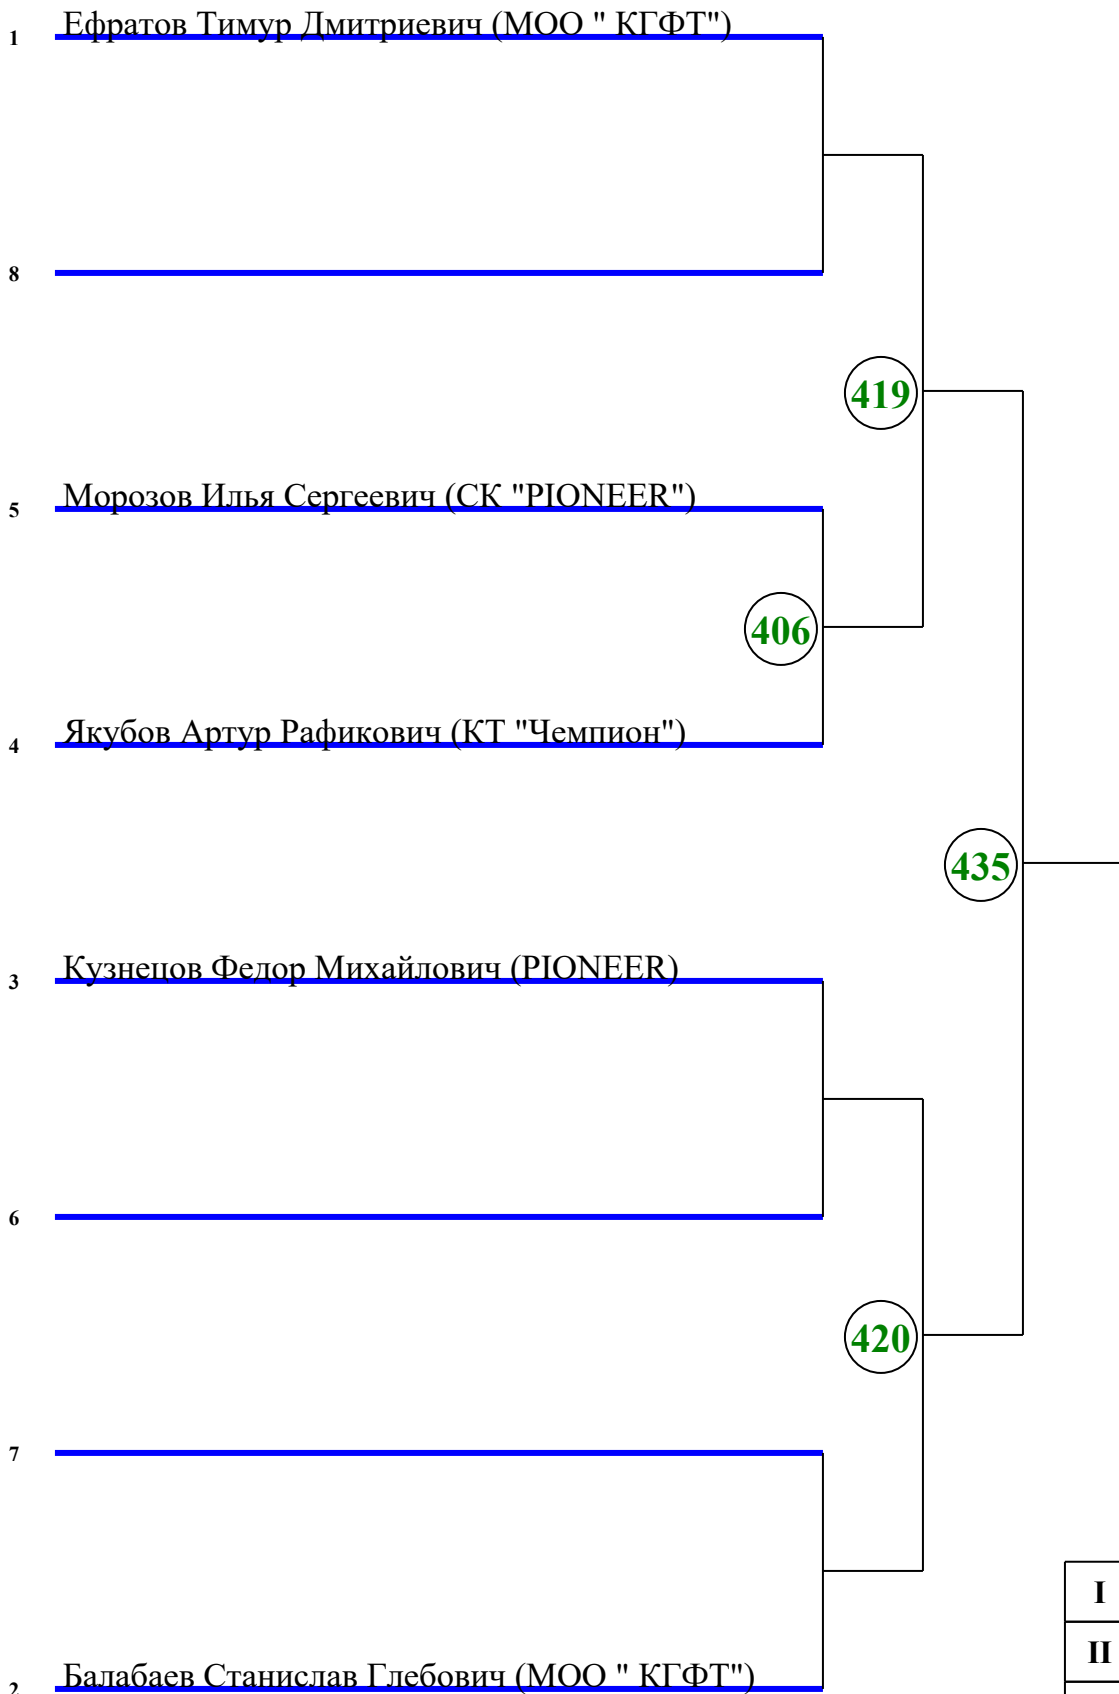 1 Ефратов Тимур Дмитриевич (МОО " КГФТ")
8
419
5 Морозов Илья Сергеевич (СК "PIONEER")
406
4 Якубов Артур Рафикович (КТ "Чемпион")
435
3 Кузнецов Федор Михайлович (PIONEER)
6
420
7
I
II
2 Балабаев Станислав Глебович (МОО " КГФТ")